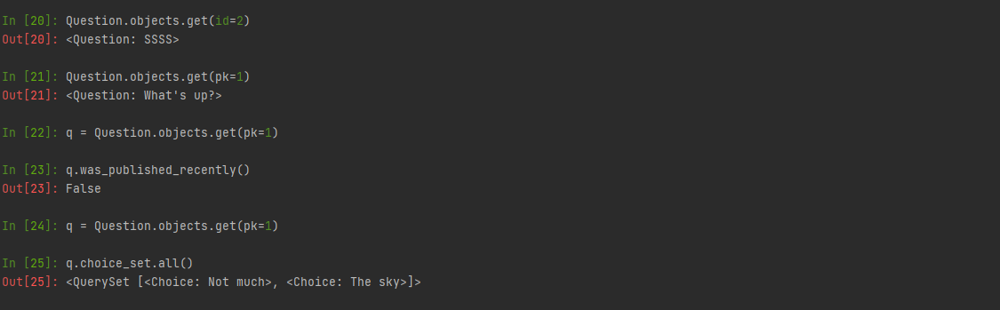 In [20]: Question.objects.get(id=2)
Out[20]: <Question: SSSS>
In [21]: Question.objects.get(pk=1)
Out[21]: <Question: What's up?>
In [22]: q = Question.objects.get(pk=1)
In [23]: q.was_published_recently()
Out[23]: False
In [24]: q = Question.objects.get(pk=1)
In [25]: q.choice_set.all()
Out[25]: <QuerySet [<Choice: Not much>, <Choice: The sky>]>